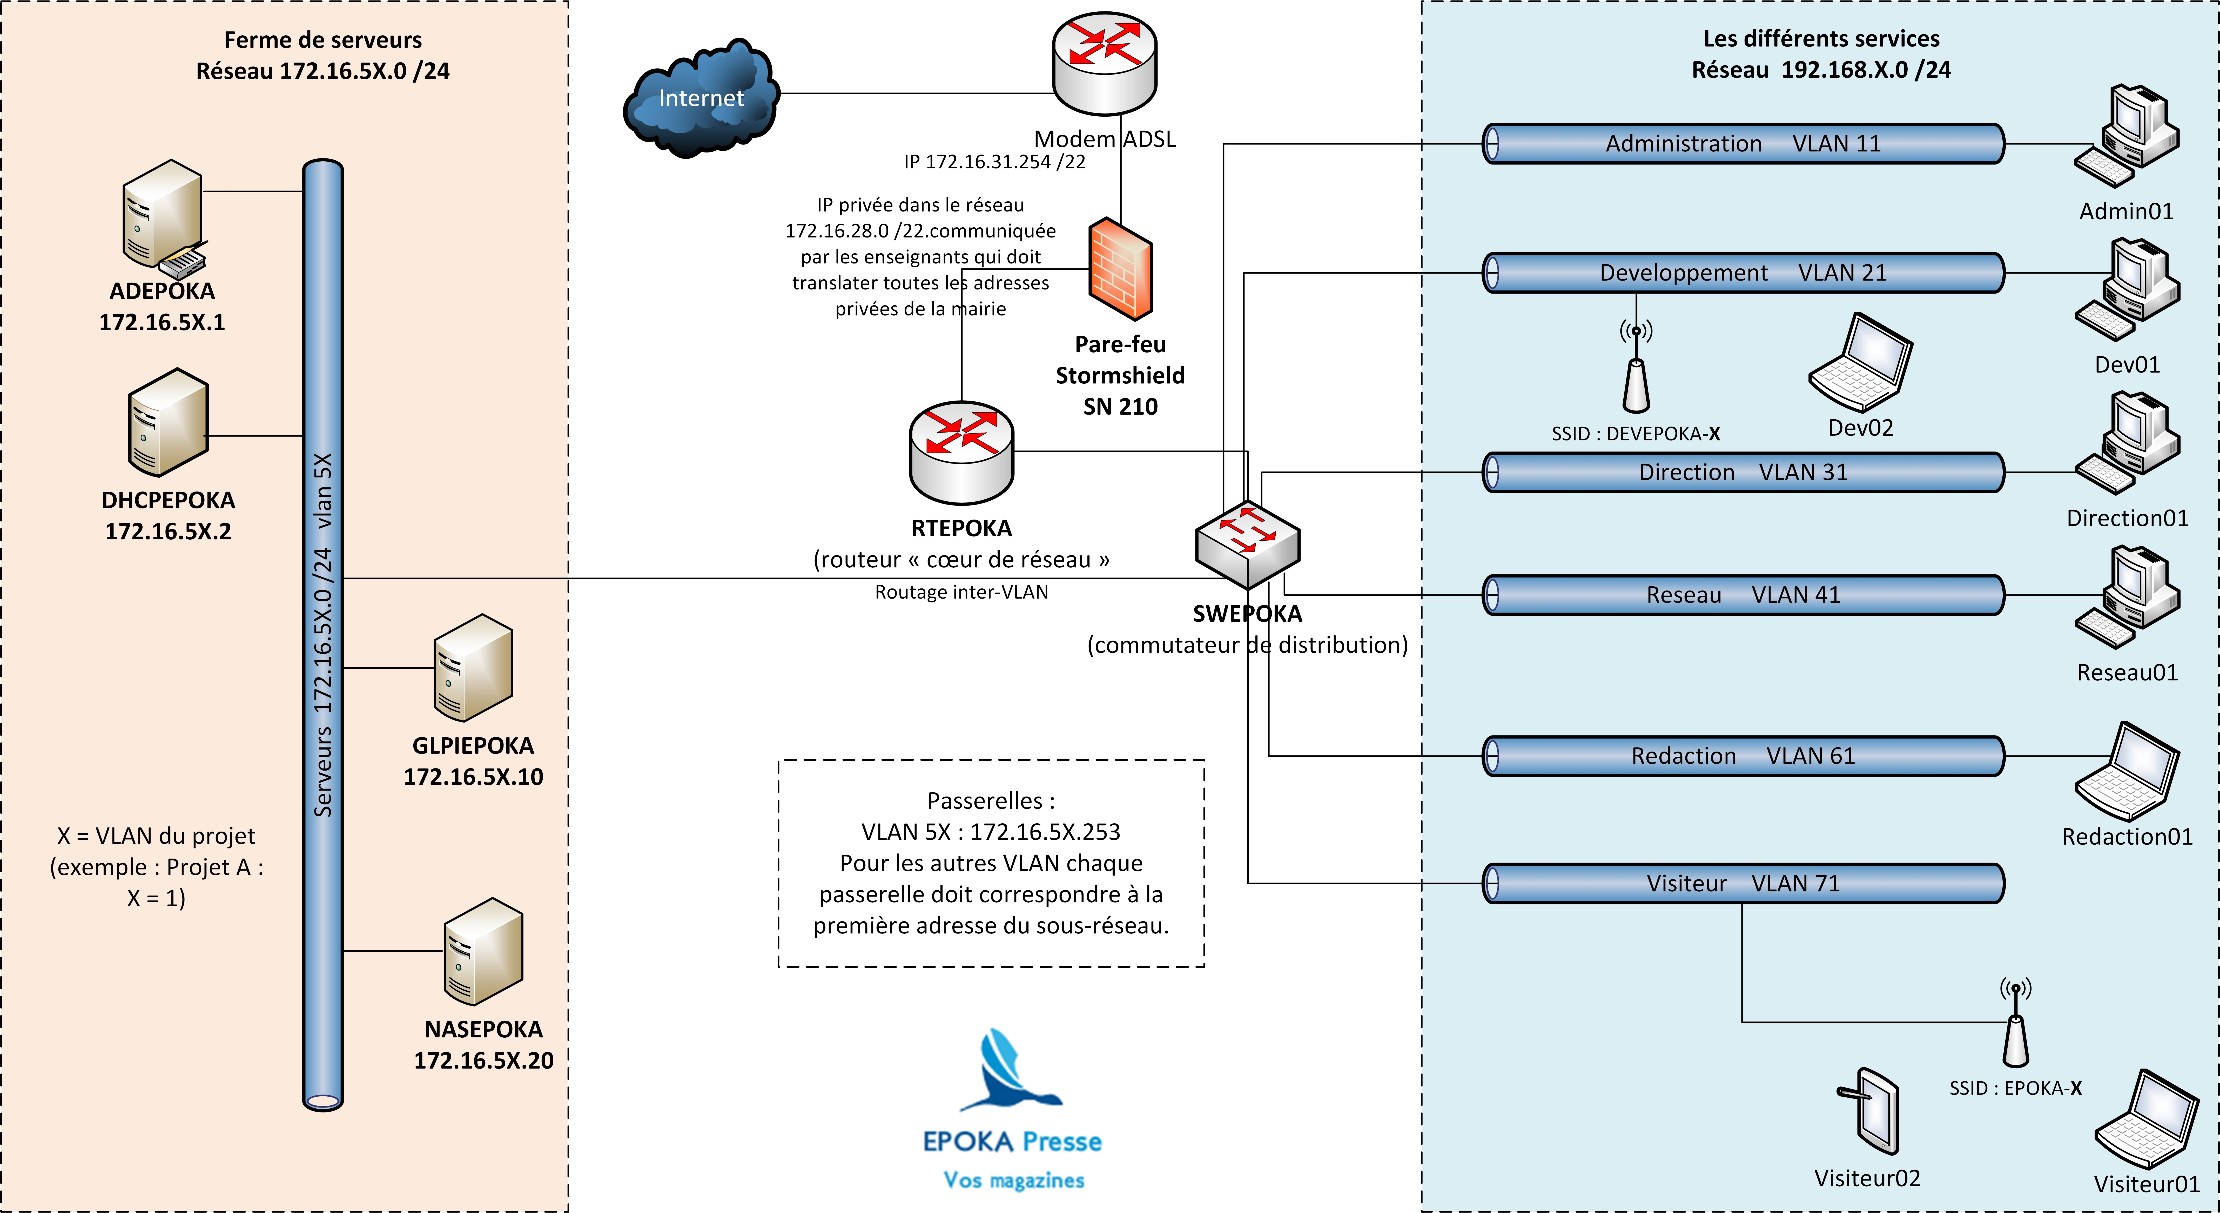 Ferme de serveurs
Réseau 172.16.5X.0 /24
ADEPOKA
172.16.5X.1
DHCPEPOKA
172.16.5X.2
Serveurs 172.16.5X.0 /24 vlan 5X
GLPIEPOKA
172.16.5X.10
X = VLAN du projet
(exemple : Projet A :
X = 1)
NASEPOKA
172.16.5X.20
Internet
Modem ADSL
IP 172.16.31.254 /22
IP privée dans le réseau
172.16.28.0 /22.communiquée
par les enseignants qui doit
translater toutes les adresses
privées de la mairie
Pare-feu
Stormshield
SN 210
RTEPOKA
(routeur « cœur de réseau »
Routage inter-VLAN
SWEPOKA
(commutateur de distribution)
Passerelles :
VLAN 5X : 172.16.5X.253
Pour les autres VLAN chaque
passerelle doit correspondre à la
première adresse du sous-réseau.
EPOKA Presse
Vos magazines
Les différents services
Réseau 192.168.X.0 /24
Administration VLAN 11
Admin01
Developpement VLAN 21
Dev01
SSID : DEVEPOKA-X
Dev02
Direction VLAN 31
Direction01
Reseau VLAN 41
Reseau01
Redaction VLAN 61
Redaction01
Visiteur VLAN 71
SSID : EPOKA-X
Visiteur02
Visiteur01